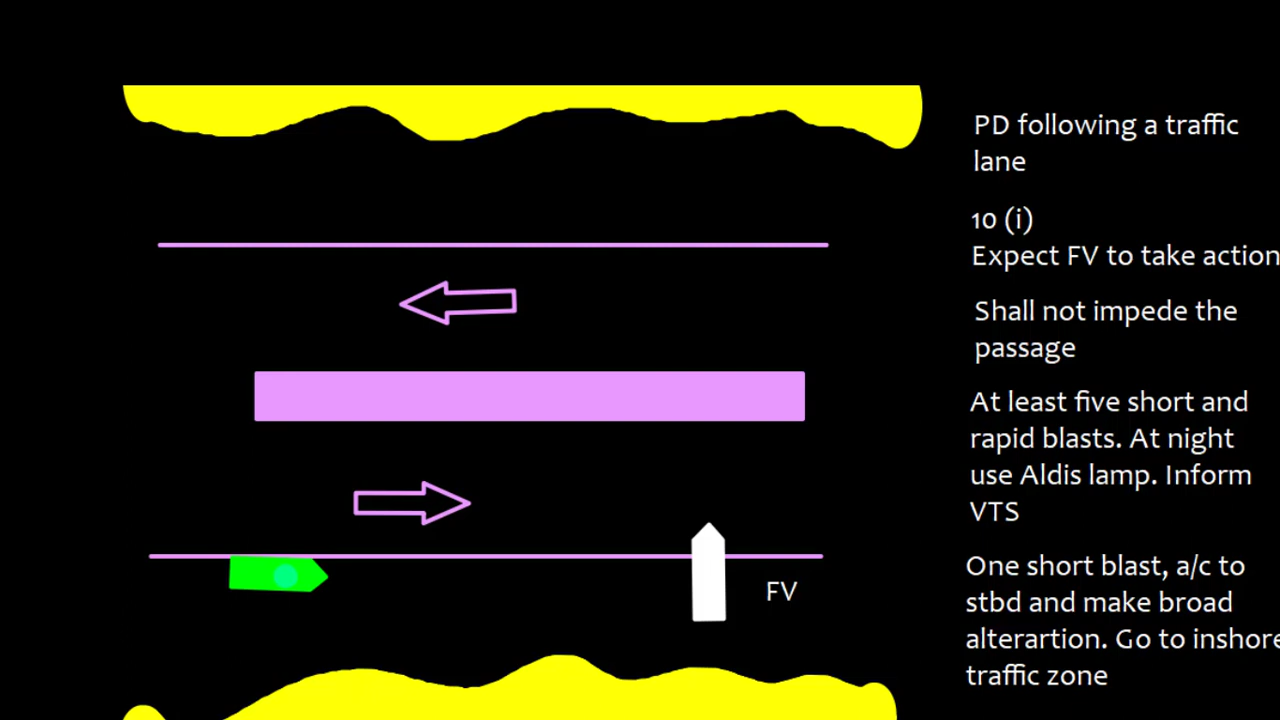 PD following a traffic
lane
10 (i)
Expect FV to take action
Shall not impede the
passage
At least five short and
rapid blasts. At night
use Aldis lamp. Inform
VTS
One short blast, a/c to
stbd and make broad
alterartion. Go to inshore
traffic zone
FV